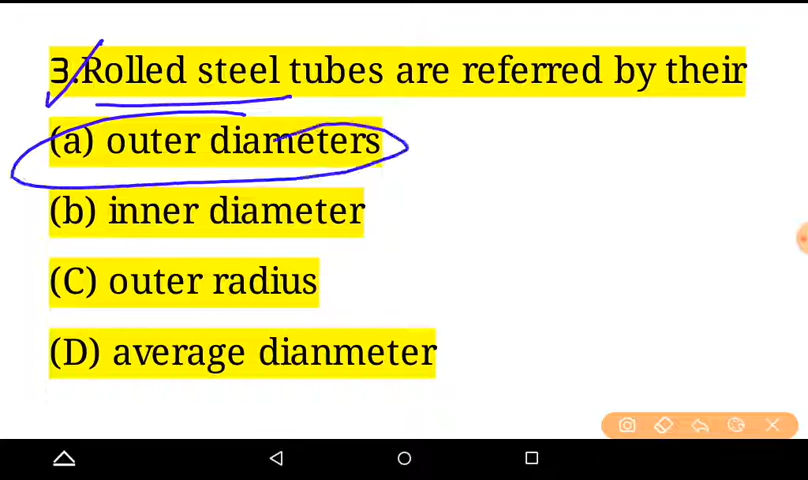 3.Rolled steel tubes are referred by their
(a) outer diameters
(b) inner diameter
(C) outer radius
(D) average dianmeter